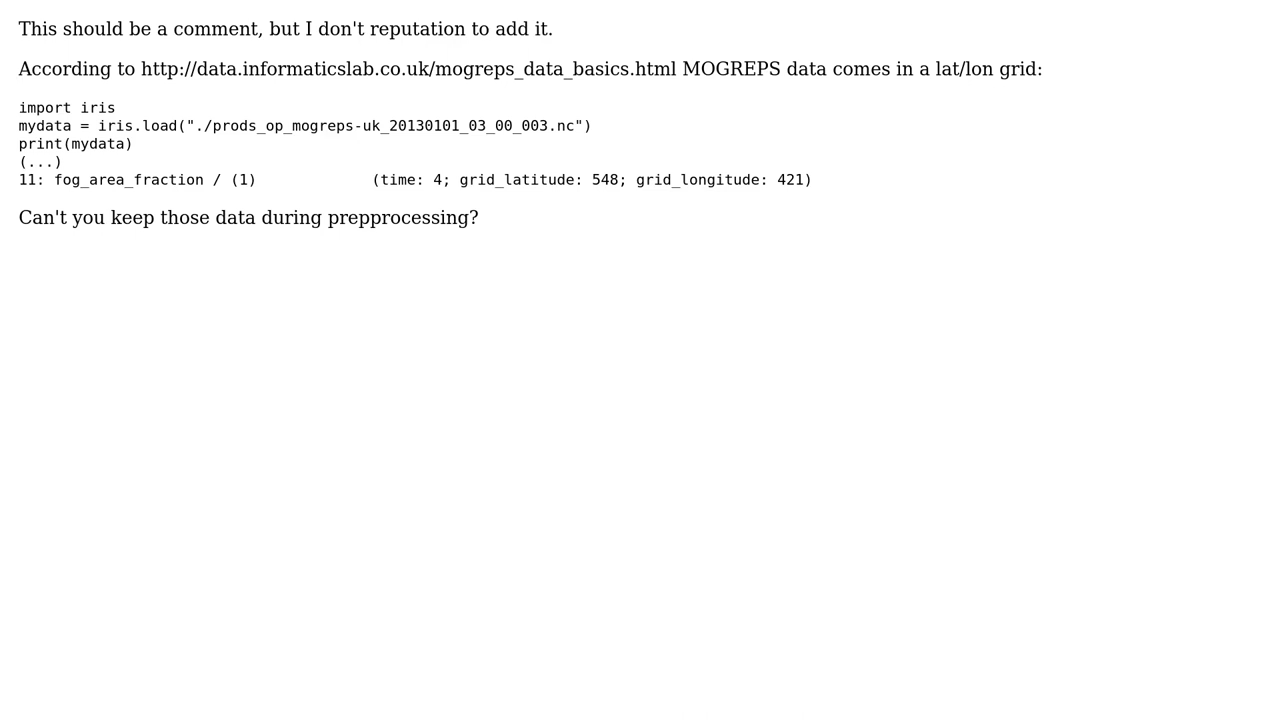 This should be a comment, but I don't reputation to add it.
According to http://data.informaticslab.co.uk/mogreps_data_basics.html MOGREPS data comes in a lat/lon grid:
import iris
mydata = iris.load("./prods_op_mogreps-uk_20130101_03_00_003.nc")
print(mydata)
(...)
11: fog_area_fraction / (1)             (time: 4; grid_latitude: 548; grid_longitude: 421)
Can't you keep those data during prepprocessing?